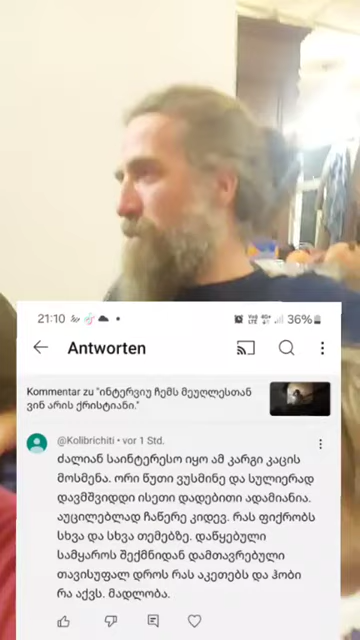 21:10
36%
Antworten
Kommentar zu "ინტერვიუ ჩემს მეუღლესთან
ვინ არის ქრისტიანი."
@Kolibrichiti • vor 1 Std.
ძალიან საინტერესო იყო ამ კარგი კაცის
მოსმენა. ორი წუთი ვუსმინე და სულიერად
დავმშვიდდი ისეთი დადებითი ადამიანია.
აუცილებლად ჩაწერე კიდევ. რას ფიქრობს
სხვა და სხვა თემებზე. დაწყებული
სამყაროს შექმნიდან დამთავრებული
თავისუფალ დროს რას აკეთებს და ჰობი
რა აქვს. მადლობა.